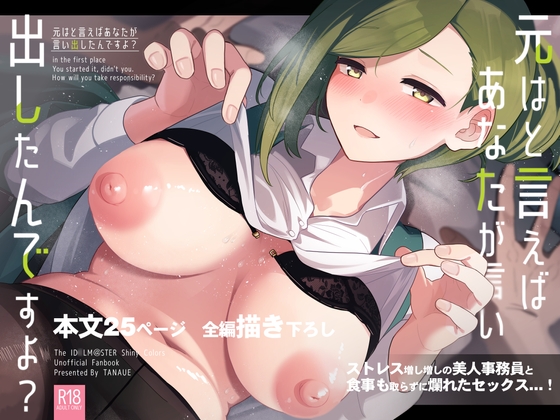 元はと言えばあなたが
言い出したんですよ?
in the first place
You started it, didn't you.
How will you take responsibility?
元はと言えば
あなたが言い
出したんですよ?
本文25ページ 全編描き下ろし
The IDOLM@STER Shiny Colors
Unofficial Fanbook
Presented By TANAUE
R18
ADULT ONLY
ストレス増し増しの美人事務員と
食事も取らずに爛れたセックス…!